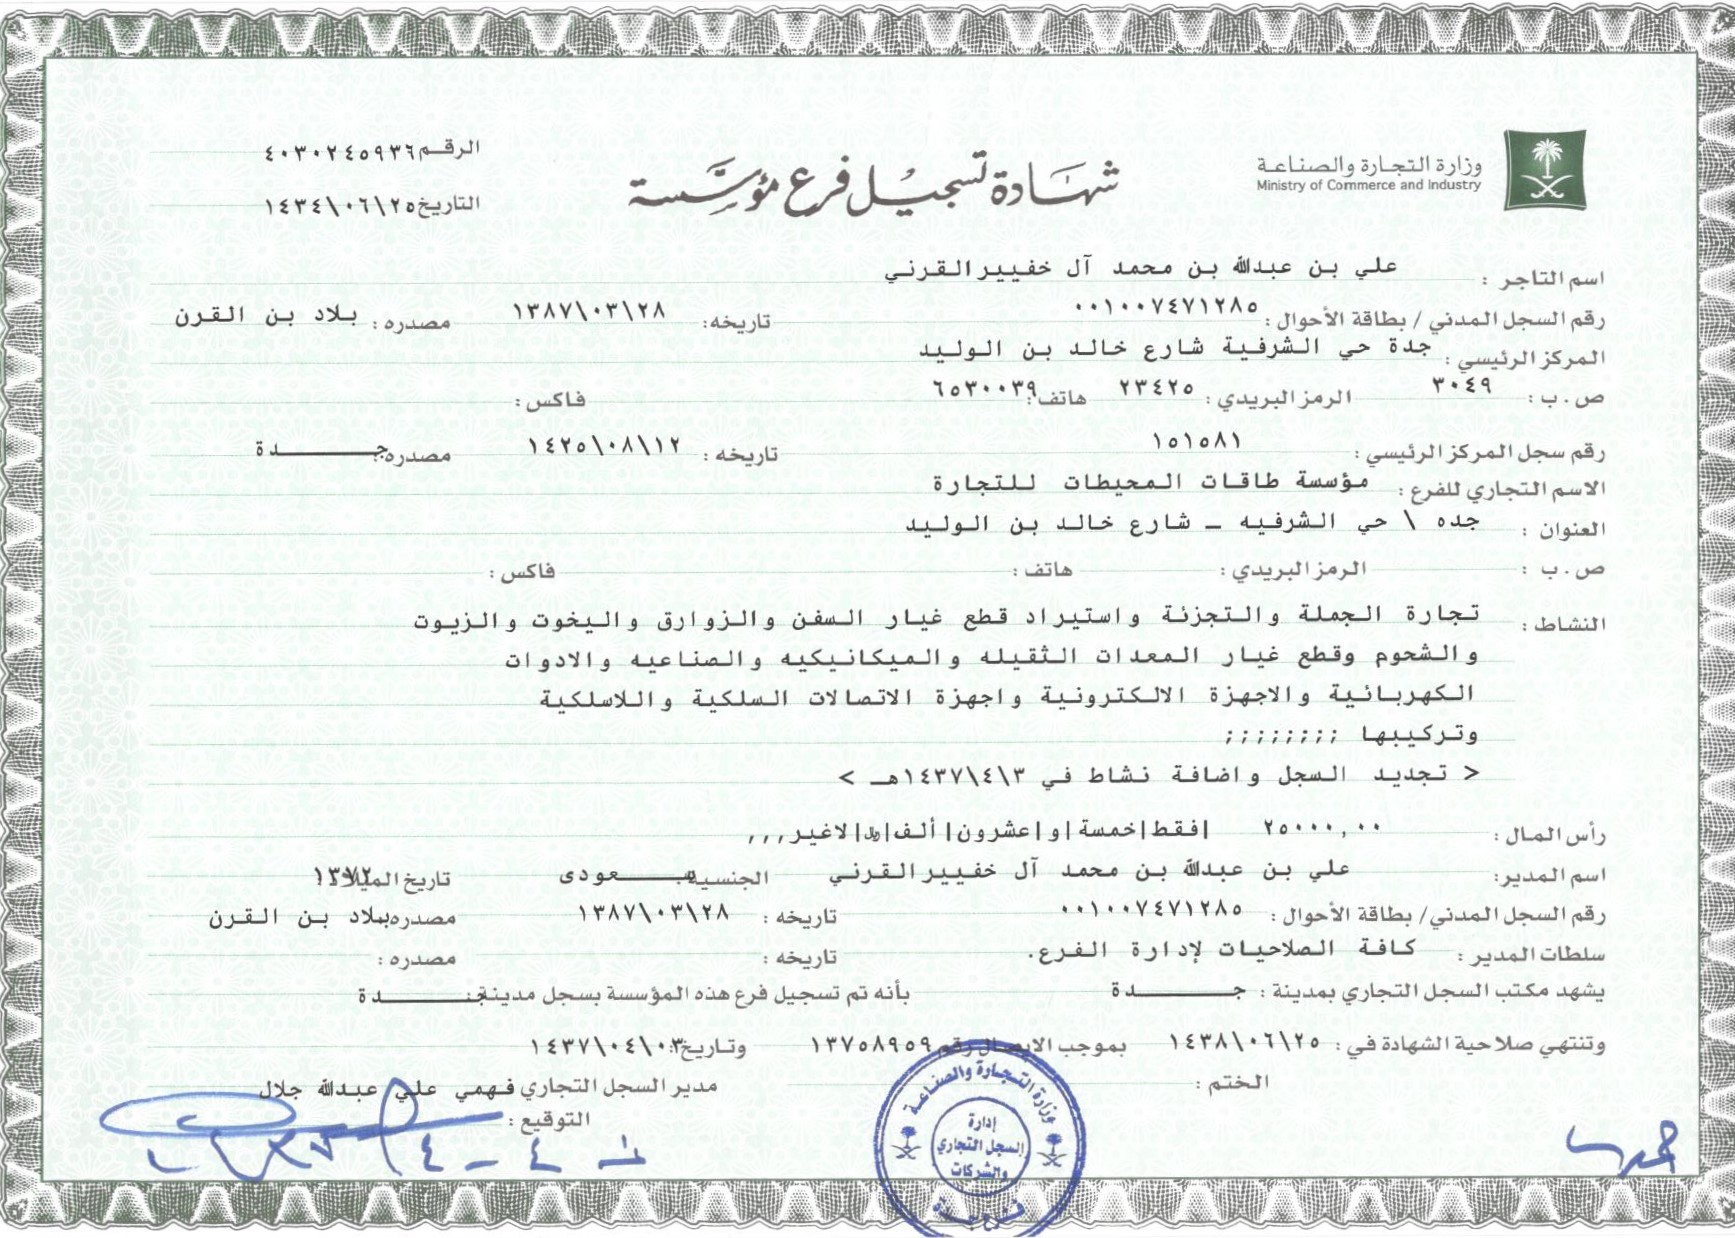 وزارة التجارة والصناعة
Ministry of Commerce and Industry
شهادة تسجيل فرع مؤسسة
الرقم ٤٠٣٠٢٤٥٩٣٦
التاريخ ١٤٣٤\٠٦\٢٥
اسم التاجر : علي بن عبدالله بن محمد آل خفيير القرني
رقم السجل المدني / بطاقة الأحوال : ٠٠١٠٠٧٤٧١٢٨٥ تاريخه: ١٣٨٧\٠٣\٢٨ مصدره : بلاد بن القرن
المركز الرئيسي : جدة حي الشرفية شارع خالد بن الوليد
ص . ب : ٣٠٤٩ الرمز البريدي : ٢٣٤٢٥ هاتف : ٦٥٣٠٠٣٩ فاكس :
رقم سجل المركز الرئيسي : ١٥١٥٨١ تاريخه : ١٤٢٥\٠٨\١٢ مصدره : جــــــدة
الاسم التجاري للفرع : مؤسسة طاقات المحيطات للتجارة
العنوان : جده \ حي الشرفيه ــ شارع خالد بن الوليد
ص . ب : الرمز البريدي : هاتف : فاكس :
النشاط : تجارة الجملة والتجزئة واستيراد قطع غيار السفن والزوارق واليخوت والزيوت
والشحوم وقطع غيار المعدات الثقيله والميكانيكيه والصناعيه والادوات
الكهربائية والاجهزة الالكترونية واجهزة الاتصالات السلكية واللاسلكية
وتركيبها ;;;;;;;;
< تجديد السجل واضافة نشاط في ٣\٤\١٤٣٧هـ >
رأس المال : ٢٥٠٠٠,٠٠ |فقط|خمسة|و|عشرون|ألف|﷼|لاغير,,,
اسم المدير: علي بن عبدالله بن محمد آل خفيير القرني الجنسية ســــعودى تاريخ الميلاد ١٣٧٢
رقم السجل المدني/ بطاقة الأحوال : ٠٠١٠٠٧٤٧١٢٨٥ تاريخه : ١٣٨٧\٠٣\٢٨ مصدره بلاد بن القرن
سلطات المدير : كافة الصلاحيات لإدارة الفرع. تاريخه : مصدره :
يشهد مكتب السجل التجاري بمدينة : جــــــدة بأنه تم تسجيل فرع هذه المؤسسة بسجل مدينة جــــــدة
وتنتهي صلاحية الشهادة في : ١٤٣٨\٠٦\٢٥ بموجب الايصال رقم ١٣٧٥٨٩٥٩ وتاريخ ١٤٣٧\٠٤\٠٣
الختم : مدير السجل التجاري فهمي علي عبدالله جلال
التوقيع :
وزارة التجارة والصناعة
إدارة
السجل التجاري
والشركات
فرع جدة